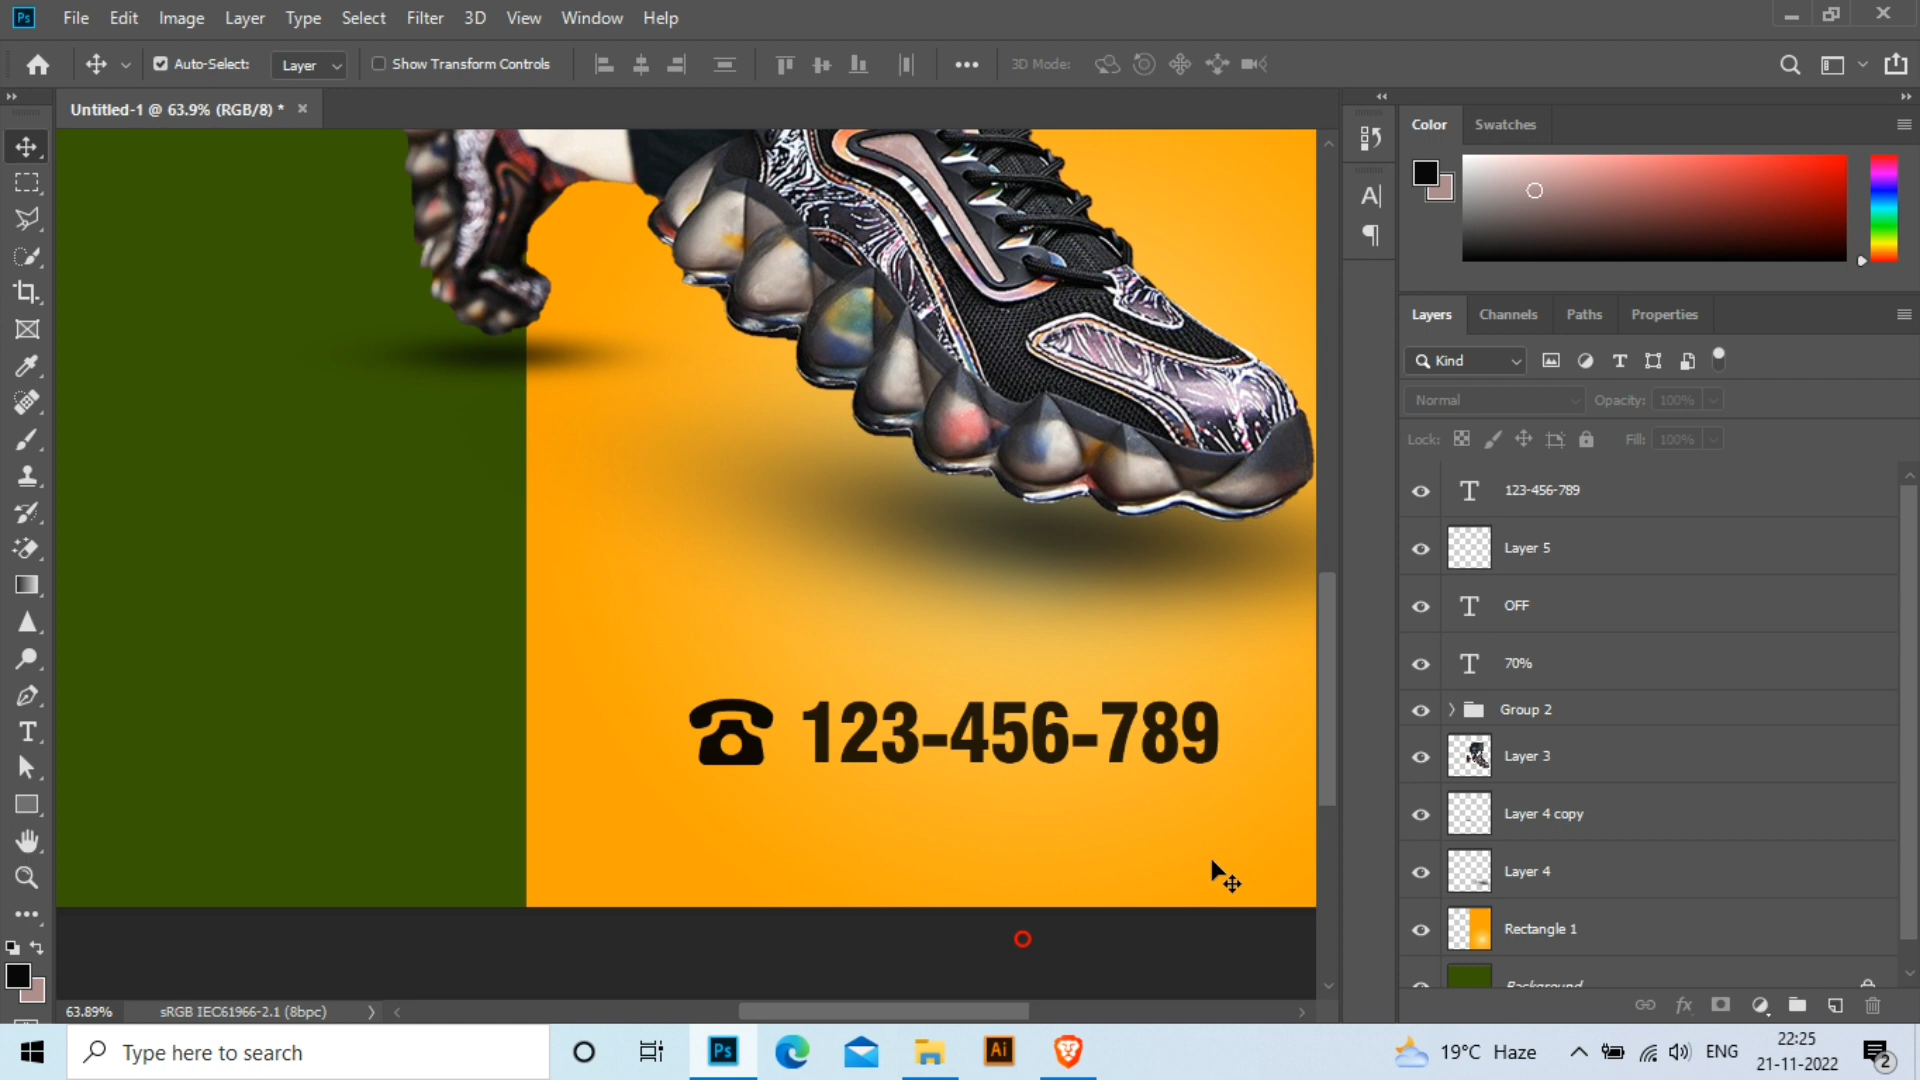 Ps File Edit Image Layer Type Select Filter 3D View Window Help
Auto-Select: Layer Show Transform Controls 3D Mode:
Untitled-1 @ 63.9% (RGB/8) * ×
Color Swatches
Layers Channels Paths Properties
Kind
Normal Opacity: 100%
Lock: Fill: 100%
123-456-789
Layer 5
OFF
70%
Group 2
Layer 3
Layer 4 copy
Layer 4
Rectangle 1
Background
123-456-789
63.89% sRGB IEC61966-2.1 (8bpc)
Type here to search
Ps
Ai
19°C Haze
ENG
22:25
21-11-2022
2